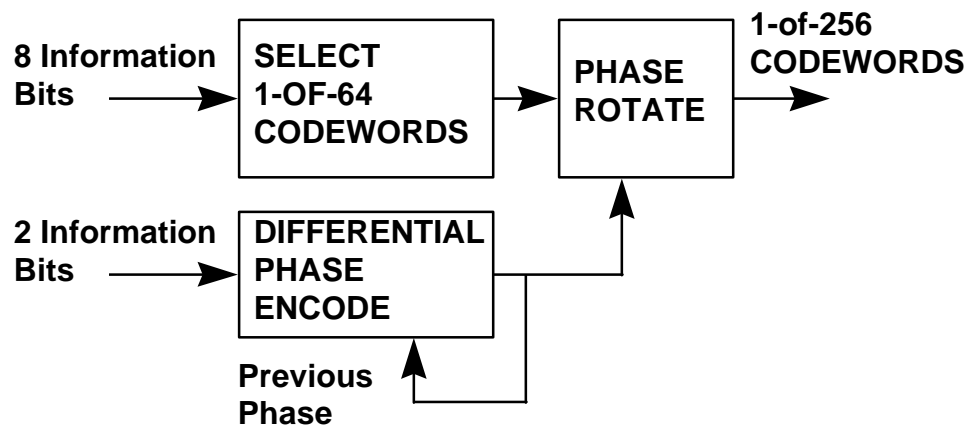 8 Information
Bits
SELECT
1-OF-64
CODEWORDS
PHASE
ROTATE
1-of-256
CODEWORDS
2 Information
Bits
DIFFERENTIAL
PHASE
ENCODE
Previous
Phase